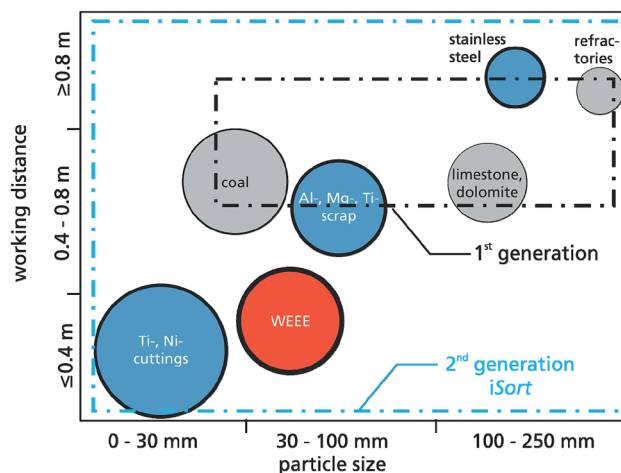 working distance
≥0.8 m
0.4 - 0.8 m
≤0.4 m
stainless
steel
refrac-
tories
coal
Al-, Mg-, Ti-
scrap
limestone,
dolomite
1st generation
Ti-, Ni-
cuttings
WEEE
2nd generation
iSort
0 - 30 mm
30 - 100 mm
100 - 250 mm
particle size